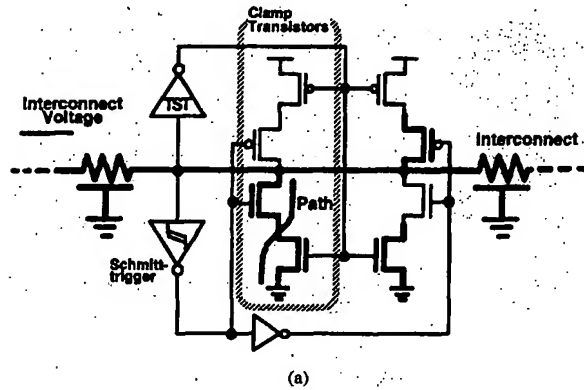 Clamp
Transistors
TST
Interconnect
Voltage
Interconnect
Path
Schmitt-
trigger
(a)